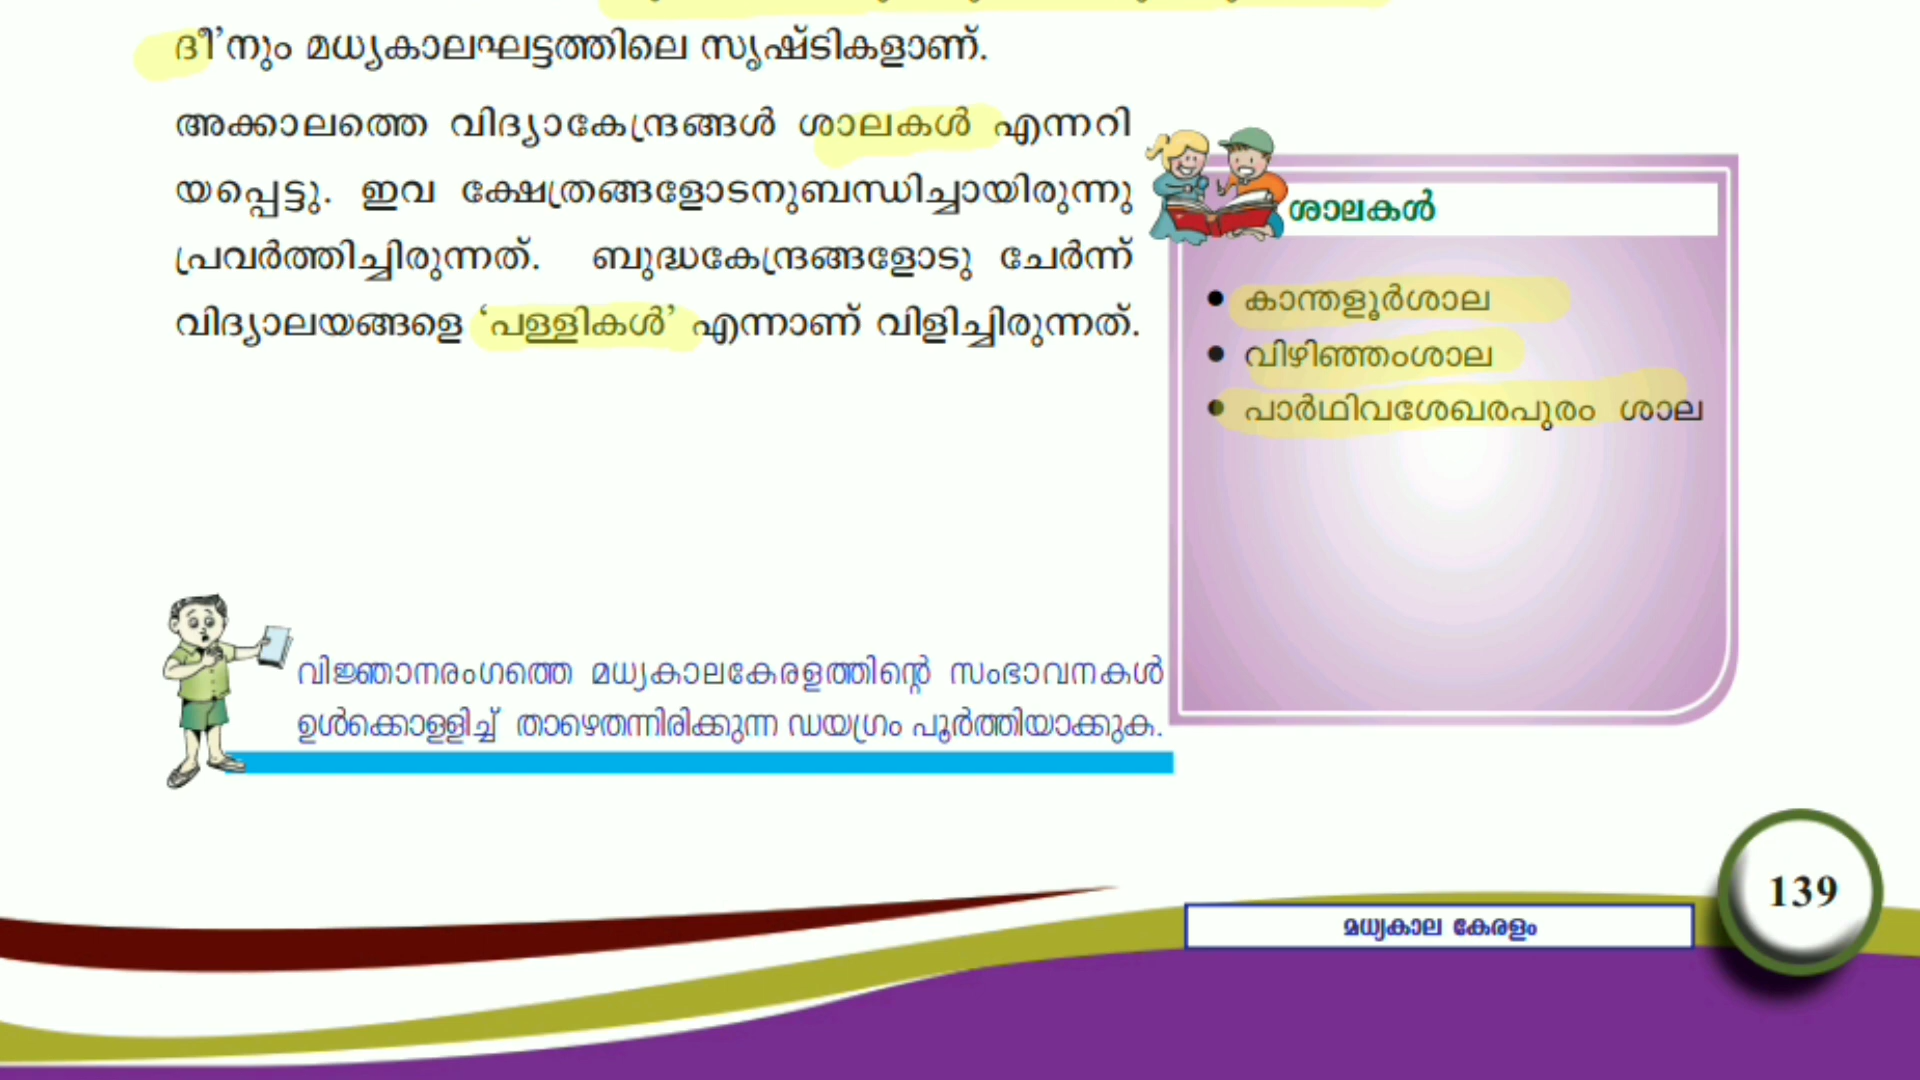 ദീ’നും മധ്യകാലഘട്ടത്തിലെ സൃഷ്ടികളാണ്.
അക്കാലത്തെ വിദ്യാകേന്ദ്രങ്ങൾ ശാലകൾ എന്നറി
യപ്പെട്ടു. ഇവ ക്ഷേത്രങ്ങളോടനുബന്ധിച്ചായിരുന്നു
പ്രവർത്തിച്ചിരുന്നത്. ബുദ്ധകേന്ദ്രങ്ങളോടു ചേർന്ന്
വിദ്യാലയങ്ങളെ ‘പള്ളികൾ’ എന്നാണ് വിളിച്ചിരുന്നത്.
ശാലകൾ
• കാന്തളൂർശാല
• വിഴിഞ്ഞംശാല
• പാർഥിവശേഖരപുരം ശാല
വിജ്ഞാനരംഗത്തെ മധ്യകാലകേരളത്തിന്റെ സംഭാവനകൾ
ഉൾക്കൊള്ളിച്ച് താഴെതന്നിരിക്കുന്ന ഡയഗ്രം പൂർത്തിയാക്കുക.
139
മധ്യകാല കേരളം